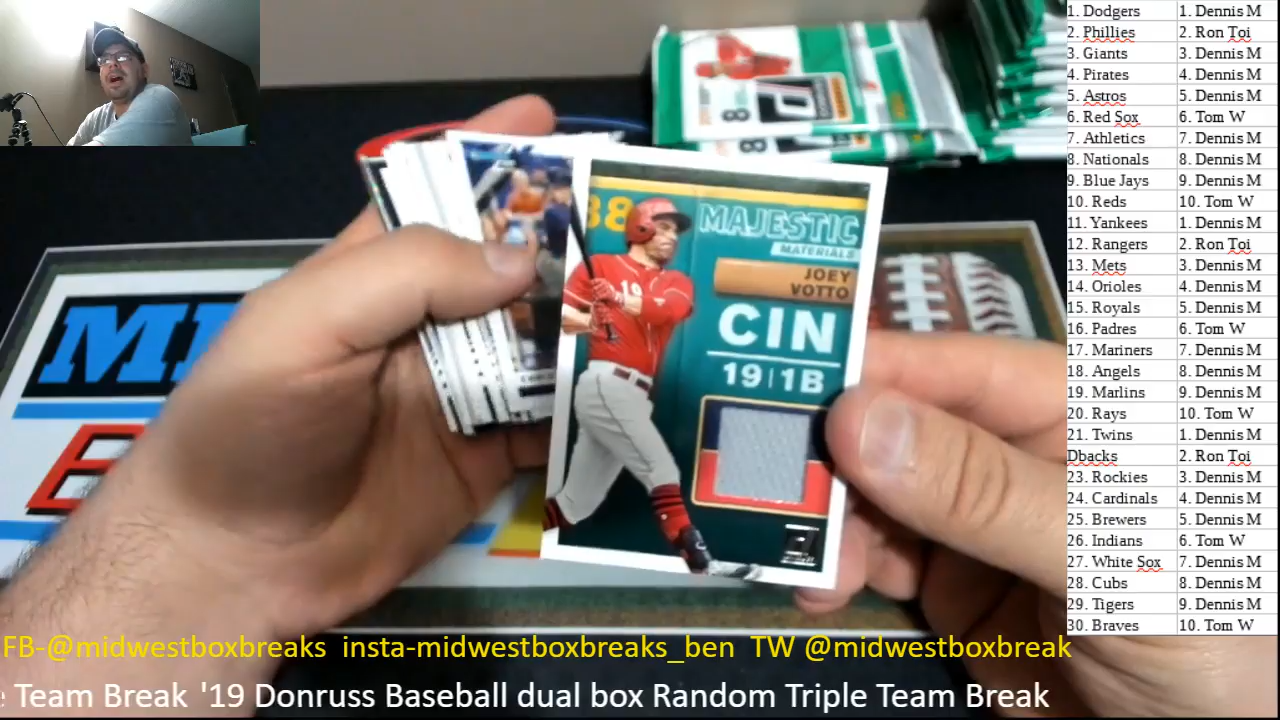 1. Dodgers 1. Dennis M
2. Phillies 2. Ron Toi
3. Giants 3. Dennis M
4. Pirates 4. Dennis M
5. Astros 5. Dennis M
6. Red Sox 6. Tom W
7. Athletics 7. Dennis M
8. Nationals 8. Dennis M
9. Blue Jays 9. Dennis M
10. Reds 10. Tom W
11. Yankees 1. Dennis M
12. Rangers 2. Ron Toi
13. Mets 3. Dennis M
14. Orioles 4. Dennis M
15. Royals 5. Dennis M
16. Padres 6. Tom W
17. Mariners 7. Dennis M
18. Angels 8. Dennis M
19. Marlins 9. Dennis M
20. Rays 10. Tom W
21. Twins 1. Dennis M
Dbacks 2. Ron Toi
23. Rockies 3. Dennis M
24. Cardinals 4. Dennis M
25. Brewers 5. Dennis M
26. Indians 6. Tom W
27. White Sox 7. Dennis M
28. Cubs 8. Dennis M
29. Tigers 9. Dennis M
30. Braves 10. Tom W
8
MAJESTIC
MATERIALS
JOEY
VOTTO
CIN
19|1B
19
FB-@midwestboxbreaks insta-midwestboxbreaks_ben TW @midwestboxbreak
Team Break '19 Donruss Baseball dual box Random Triple Team Break